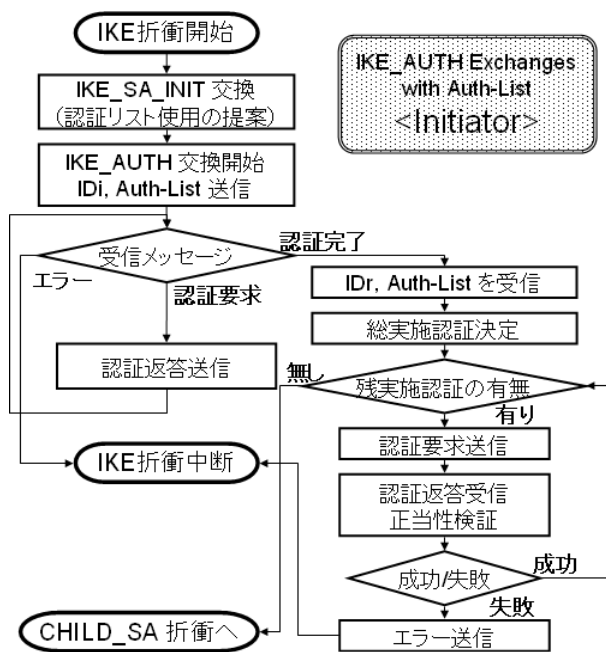 IKE折衝開始
IKE_AUTH Exchanges
with Auth-List
<Initiator>
IKE_SA_INIT 交換
(認証リスト使用の提案)
IKE_AUTH 交換開始
IDi, Auth-List 送信
受信メッセージ
認証完了
エラー
認証要求
IDr, Auth-List を受信
総実施認証決定
認証返答送信
無し
残実施認証の有無
有り
認証要求送信
IKE折衝中断
認証返答受信
正当性検証
成功/失敗
成功
失敗
CHILD_SA 折衝へ
エラー送信